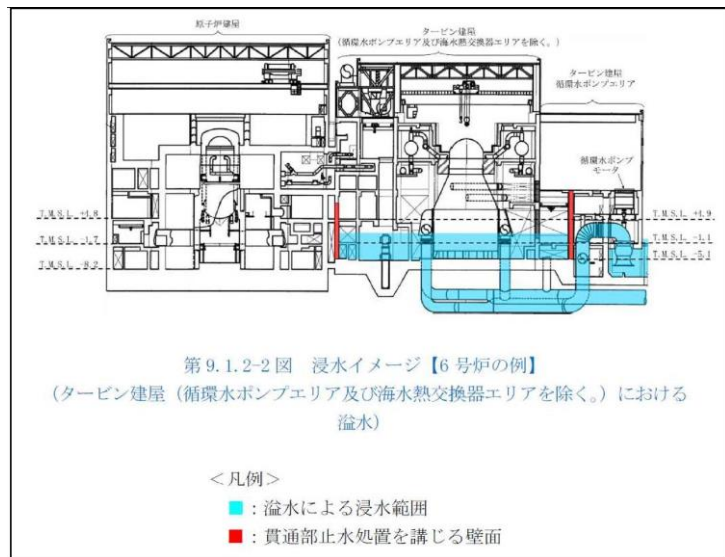 原子炉建屋
タービン建屋
(循環水ポンプエリア及び海水熱交換器エリアを除く。)
タービン建屋
循環水ポンプエリア
循環水ポンプ
モータ
T.M.S.L. +4.8
T.M.S.L. -1.7
T.M.S.L. -8.2
T.M.S.L. +4.9
T.M.S.L. -1.1
T.M.S.L. -5.1
第 9.1.2-2 図 浸水イメージ【6 号炉の例】
(タービン建屋(循環水ポンプエリア及び海水熱交換器エリアを除く。)における
溢水)
<凡例>
:溢水による浸水範囲
:貫通部止水処置を講じる壁面